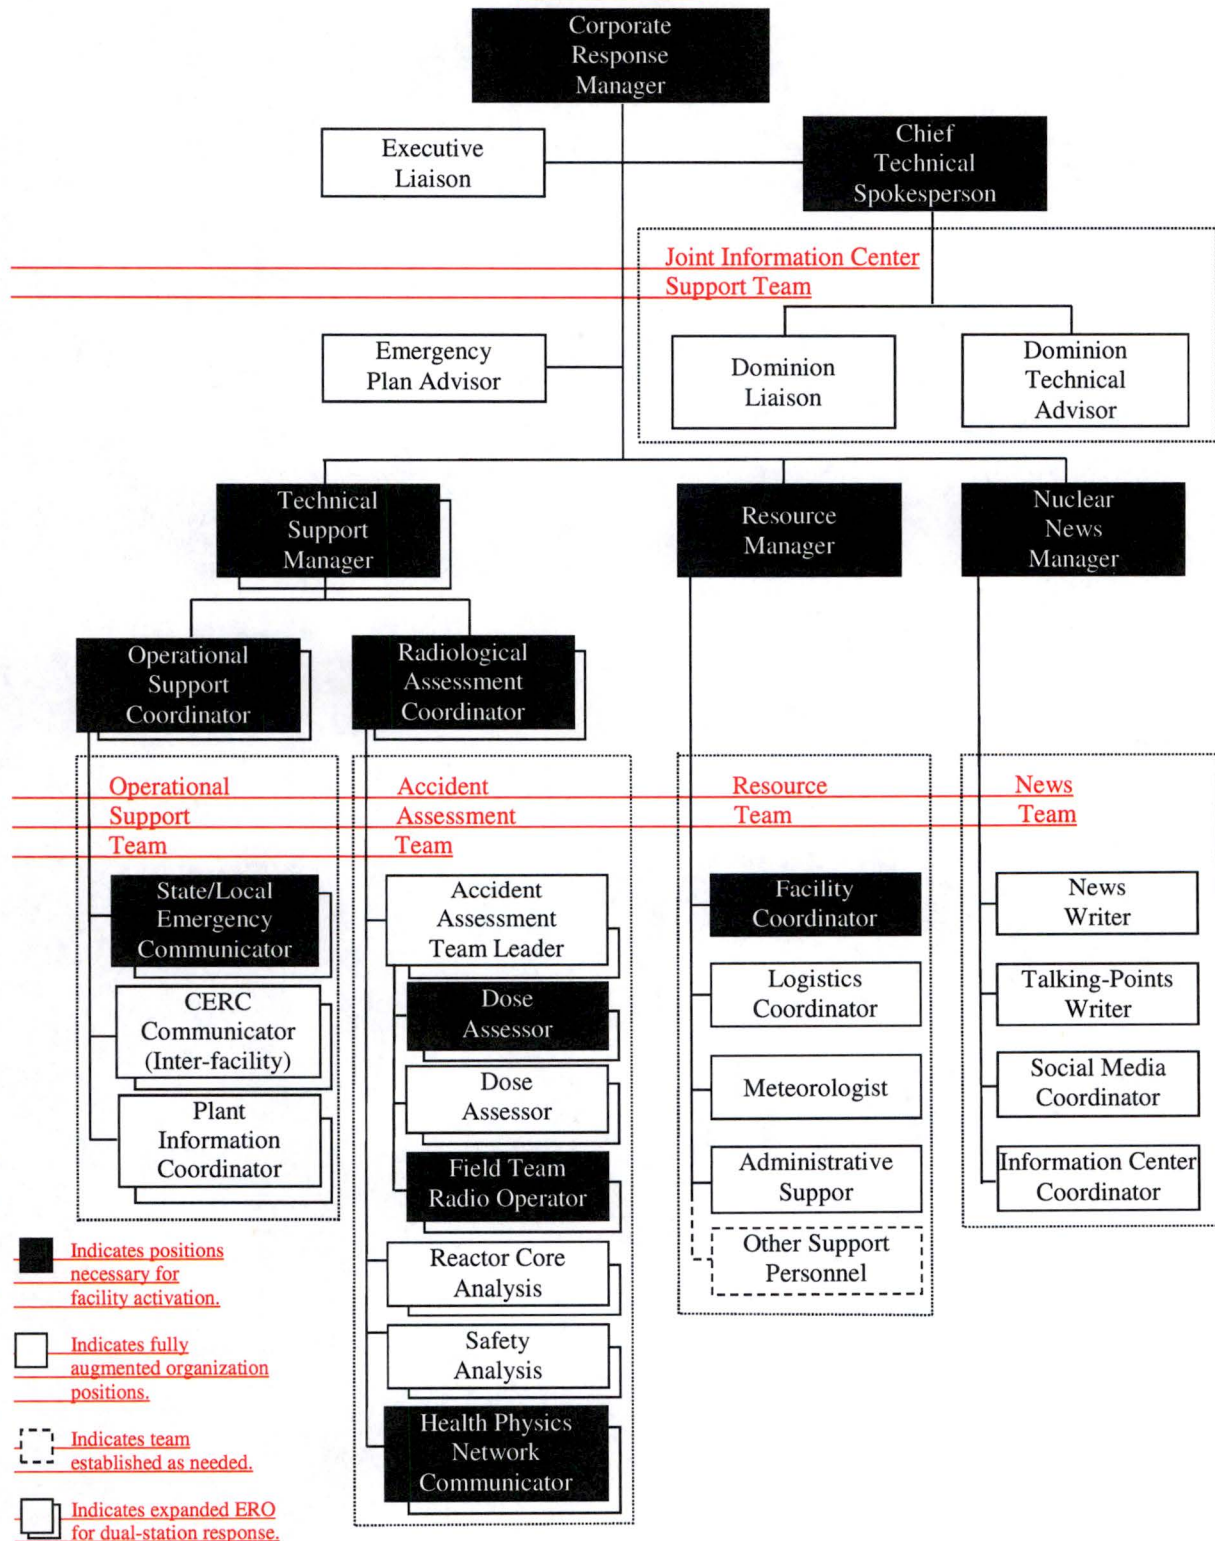 Corporate
Response
Manager
Executive
Liaison
Chief
Technical
Spokesperson
Joint Information Center
Support Team
Emergency
Plan Advisor
Dominion
Liaison
Dominion
Technical
Advisor
Technical
Support
Manager
Resource
Manager
Nuclear
News
Manager
Operational
Support
Coordinator
Radiological
Assessment
Coordinator
Operational
Support
Team
State/Local
Emergency
Communicator
CERC
Communicator
(Inter-facility)
Plant
Information
Coordinator
Accident
Assessment
Team
Accident
Assessment
Team Leader
Dose
Assessor
Dose
Assessor
Field Team
Radio Operator
Reactor Core
Analysis
Safety
Analysis
Health Physics
Network
Communicator
Resource
Team
Facility
Coordinator
Logistics
Coordinator
Meteorologist
Administrative
Suppor
Other Support
Personnel
News
Team
News
Writer
Talking-Points
Writer
Social Media
Coordinator
Information Center
Coordinator
Indicates positions
necessary for
facility activation.
Indicates fully
augmented organization
positions.
Indicates team
established as needed.
Indicates expanded ERO
for dual-station response.